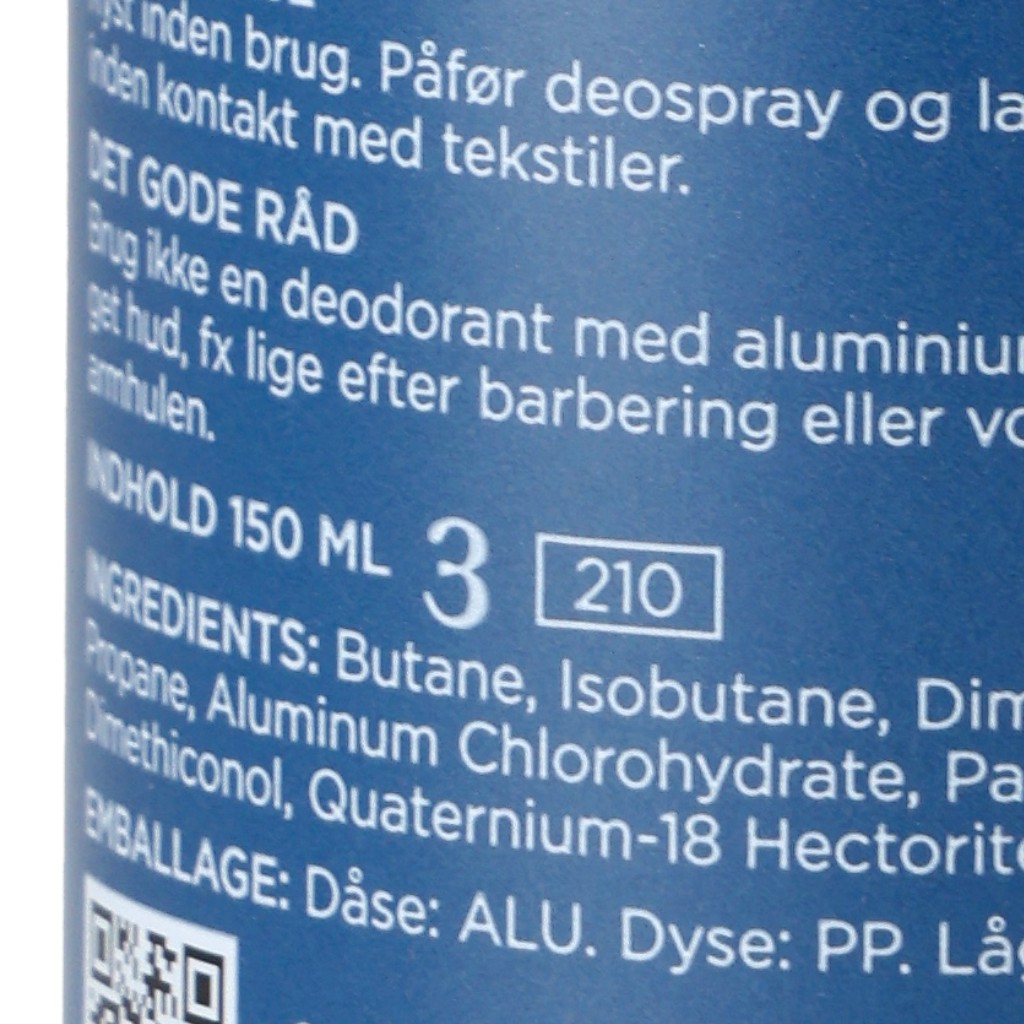 inden brug. Påfør deospray og la
inden kontakt med tekstiler.
DET GODE RÅD
Brug ikke en deodorant med aluminiu
get hud, fx lige efter barbering eller vo
armhulen.
INDHOLD 150 ML 3 210
INGREDIENTS: Butane, Isobutane, Dim
Propane, Aluminum Chlorohydrate, Pa
Dimethiconol, Quaternium-18 Hectorit
EMBALLAGE: Dåse: ALU. Dyse: PP. Låg